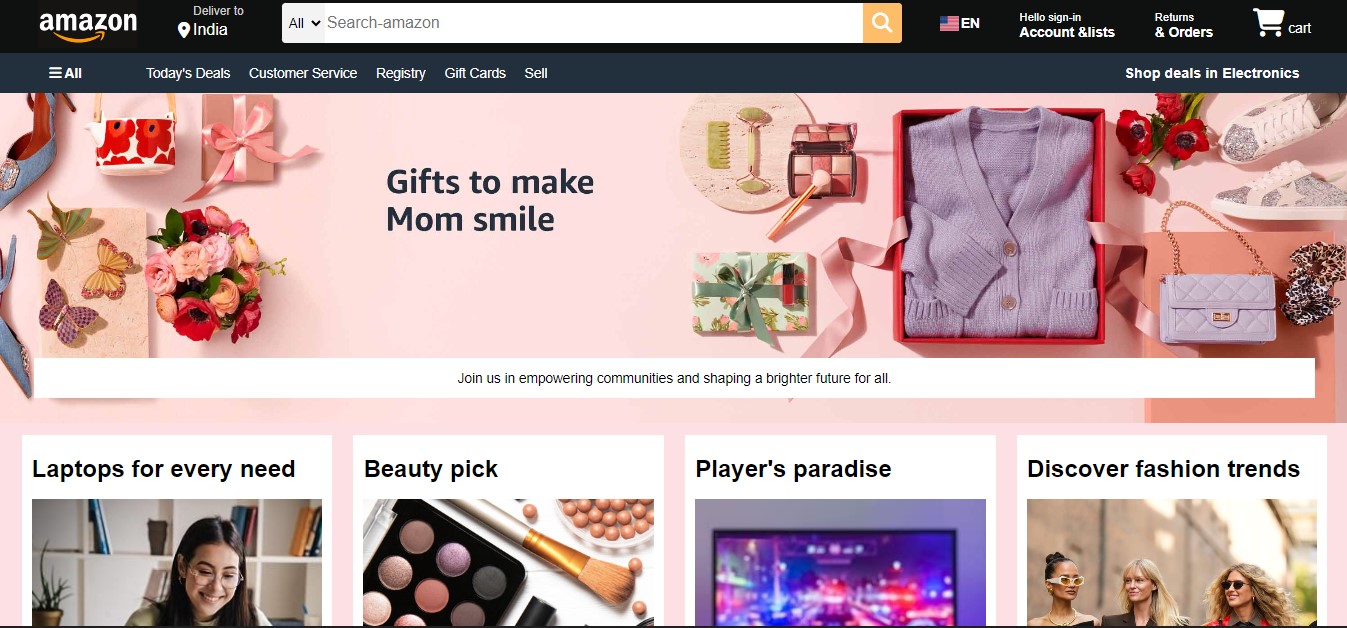 amazon
Deliver to
India
All
Search-amazon
EN
Hello sign-in
Account &lists
Returns
& Orders
cart
All
Today's Deals
Customer Service
Registry
Gift Cards
Sell
Shop deals in Electronics
Gifts to make
Mom smile
Join us in empowering communities and shaping a brighter future for all.
Laptops for every need
Beauty pick
Player's paradise
Discover fashion trends